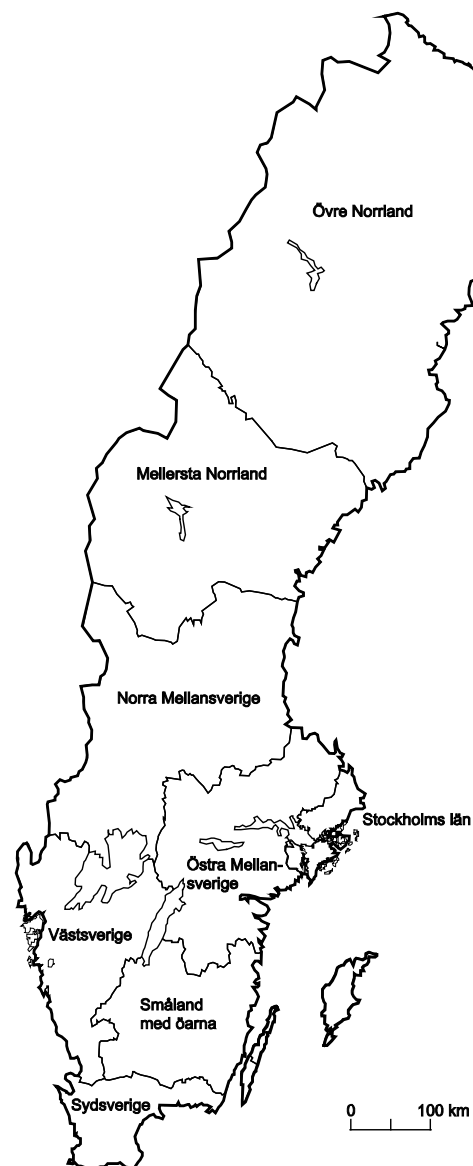 Övre Norrland
Mellersta Norrland
Norra Mellansverige
Stockholms län
Östra Mellan-
sverige
Västsverige
Småland
med öarna
Sydsverige
0 100 km